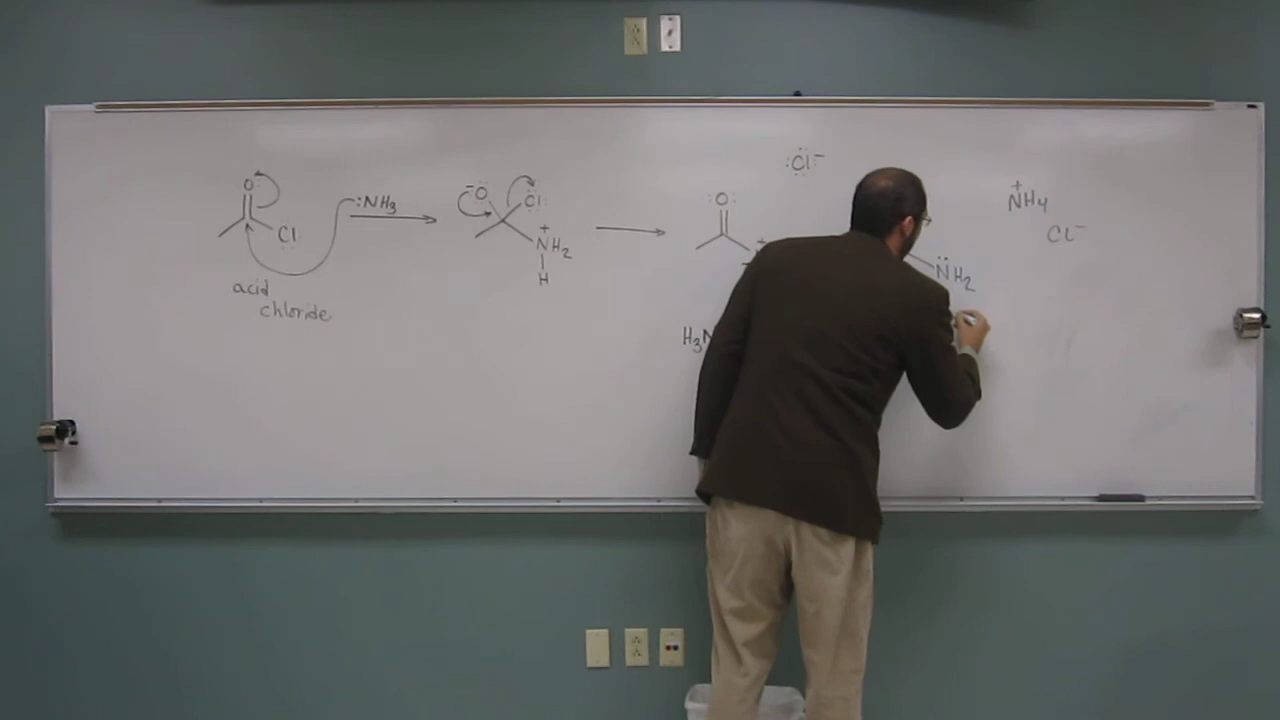 O Cl :NH₃
acid
chloride
⁻O Cl
⁺NH₂
H
:Cl:⁻
:O:
H₃N
NH₂
⁺NH₄
Cl⁻